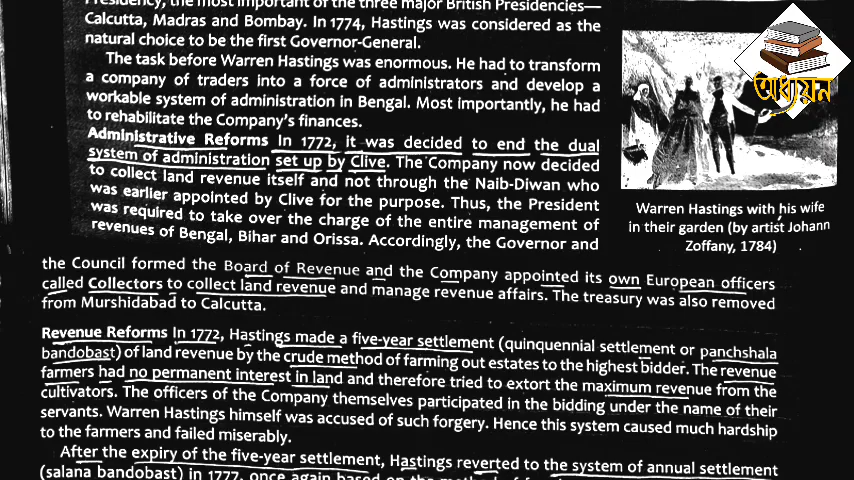 Presidency, the most important of the three major British Presidencies—
Calcutta, Madras and Bombay. In 1774, Hastings was considered as the
natural choice to be the first Governor-General.
The task before Warren Hastings was enormous. He had to transform
a company of traders into a force of administrators and develop a
workable system of administration in Bengal. Most importantly, he had
to rehabilitate the Company's finances.
Administrative Reforms In 1772, it was decided to end the dual
system of administration set up by Clive. The Company now decided
to collect land revenue itself and not through the Naib-Diwan who
was earlier appointed by Clive for the purpose. Thus, the President
was required to take over the charge of the entire management of
revenues of Bengal, Bihar and Orissa. Accordingly, the Governor and
অধ্যয়ন
Warren Hastings with his wife
in their garden (by artist Johann
Zoffany, 1784)
the Council formed the Board of Revenue and the Company appointed its own European officers
called Collectors to collect land revenue and manage revenue affairs. The treasury was also removed
from Murshidabad to Calcutta.
Revenue Reforms In 1772, Hastings made a five-year settlement (quinquennial settlement or panchshala
bandobast) of land revenue by the crude method of farming out estates to the highest bidder. The revenue
farmers had no permanent interest in land and therefore tried to extort the maximum revenue from the
cultivators. The officers of the Company themselves participated in the bidding under the name of their
servants. Warren Hastings himself was accused of such forgery. Hence this system caused much hardship
to the farmers and failed miserably.
After the expiry of the five-year settlement, Hastings reverted to the system of annual settlement
(salana bandobast) in 1777, once again based on the method of